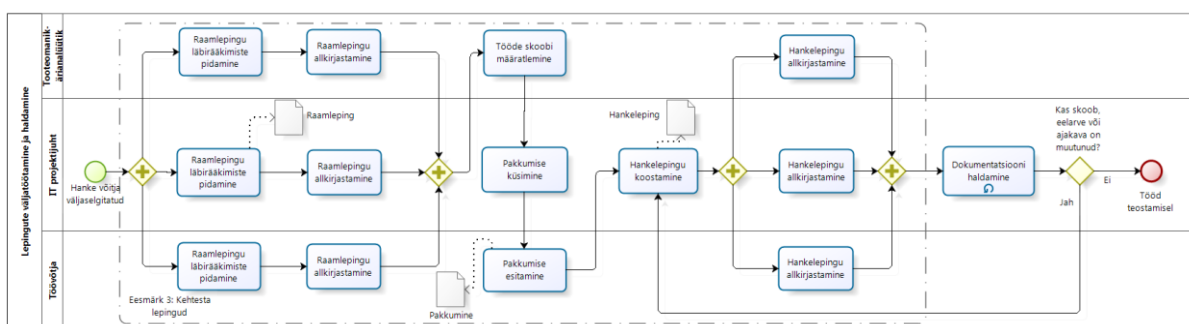 Lepingute väljatöötamine ja haldamine
Tooteomanik-
ärianalüütik
Raamlepingu
läbirääkimiste
pidamine
Raamlepingu
allkirjastamine
Tööde skoobi
määratlemine
Hankelepingu
allkirjastamine
IT projektijuht
Hanke võitja
väljaselgitatud
Raamlepingu
läbirääkimiste
pidamine
Raamleping
Raamlepingu
allkirjastamine
Pakkumise
küsimine
Hankeleping
Hankelepingu
koostamine
Hankelepingu
allkirjastamine
Dokumentatsiooni
haldamine
Kas skoob,
eelarve või
ajakava on
muutunud?
Ei
Jah
Tööd
teostamisel
Töövõtja
Raamlepingu
läbirääkimiste
pidamine
Raamlepingu
allkirjastamine
Pakkumine
Pakkumise
esitamine
Hankelepingu
allkirjastamine
Eesmärk 3: Kehtesta
lepingud